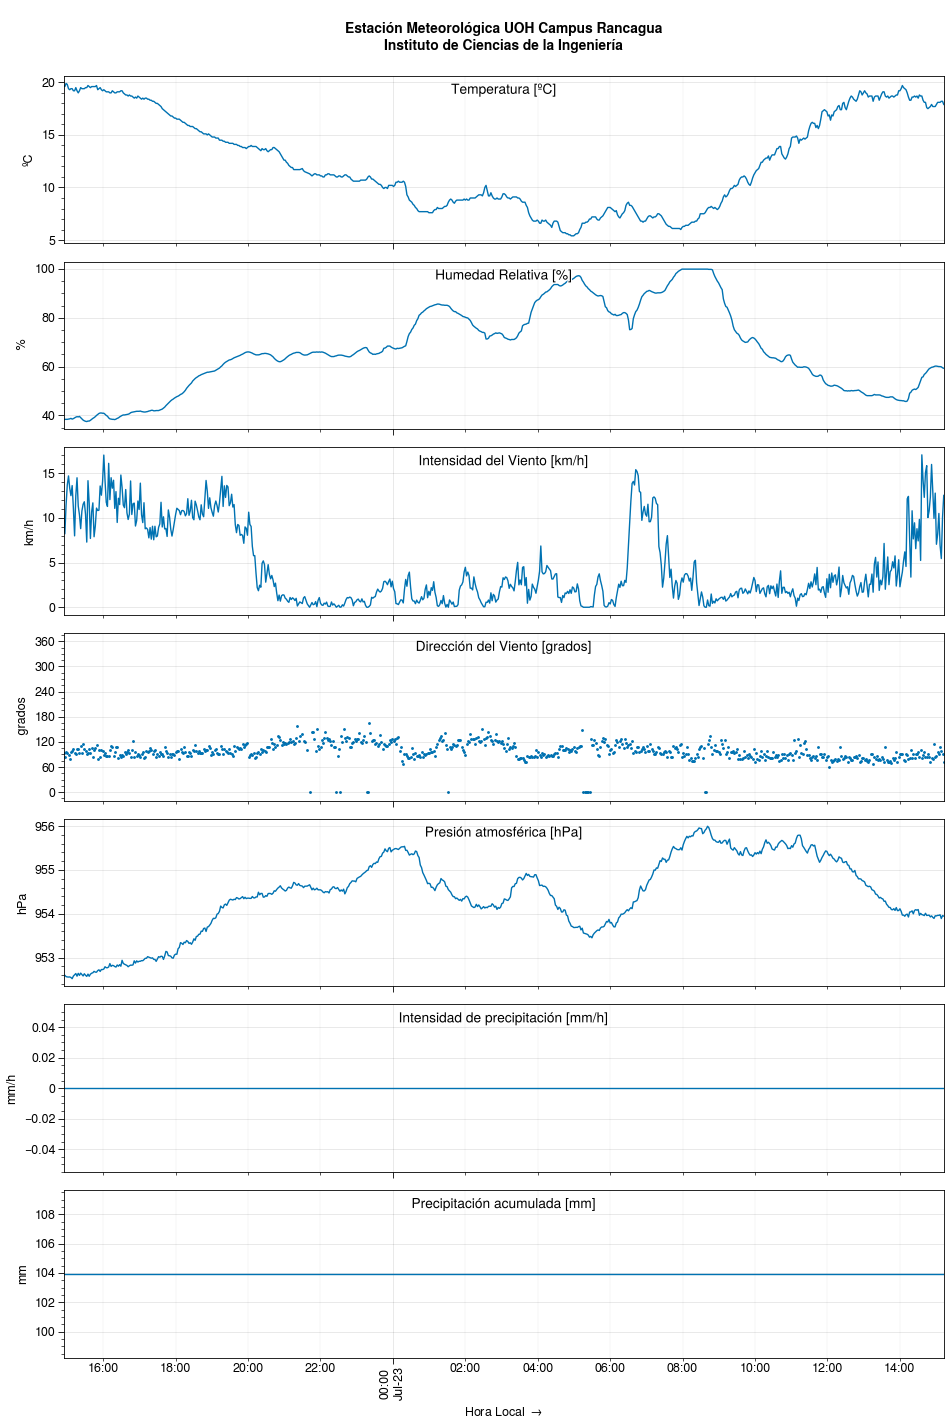 Estación Meteorológica UOH Campus Rancagua
Instituto de Ciencias de la Ingeniería
Temperatura [ºC]
ºC
20
15
10
5
Humedad Relativa [%]
%
100
80
60
40
Intensidad del Viento [km/h]
km/h
15
10
5
0
Dirección del Viento [grados]
grados
360
300
240
180
120
60
0
Presión atmosférica [hPa]
hPa
956
955
954
953
Intensidad de precipitación [mm/h]
mm/h
0.04
0.02
0
−0.02
−0.04
Precipitación acumulada [mm]
mm
108
106
104
102
100
16:00 18:00 20:00 22:00 00:00 02:00 04:00 06:00 08:00 10:00 12:00 14:00
Jul-23
Hora Local →